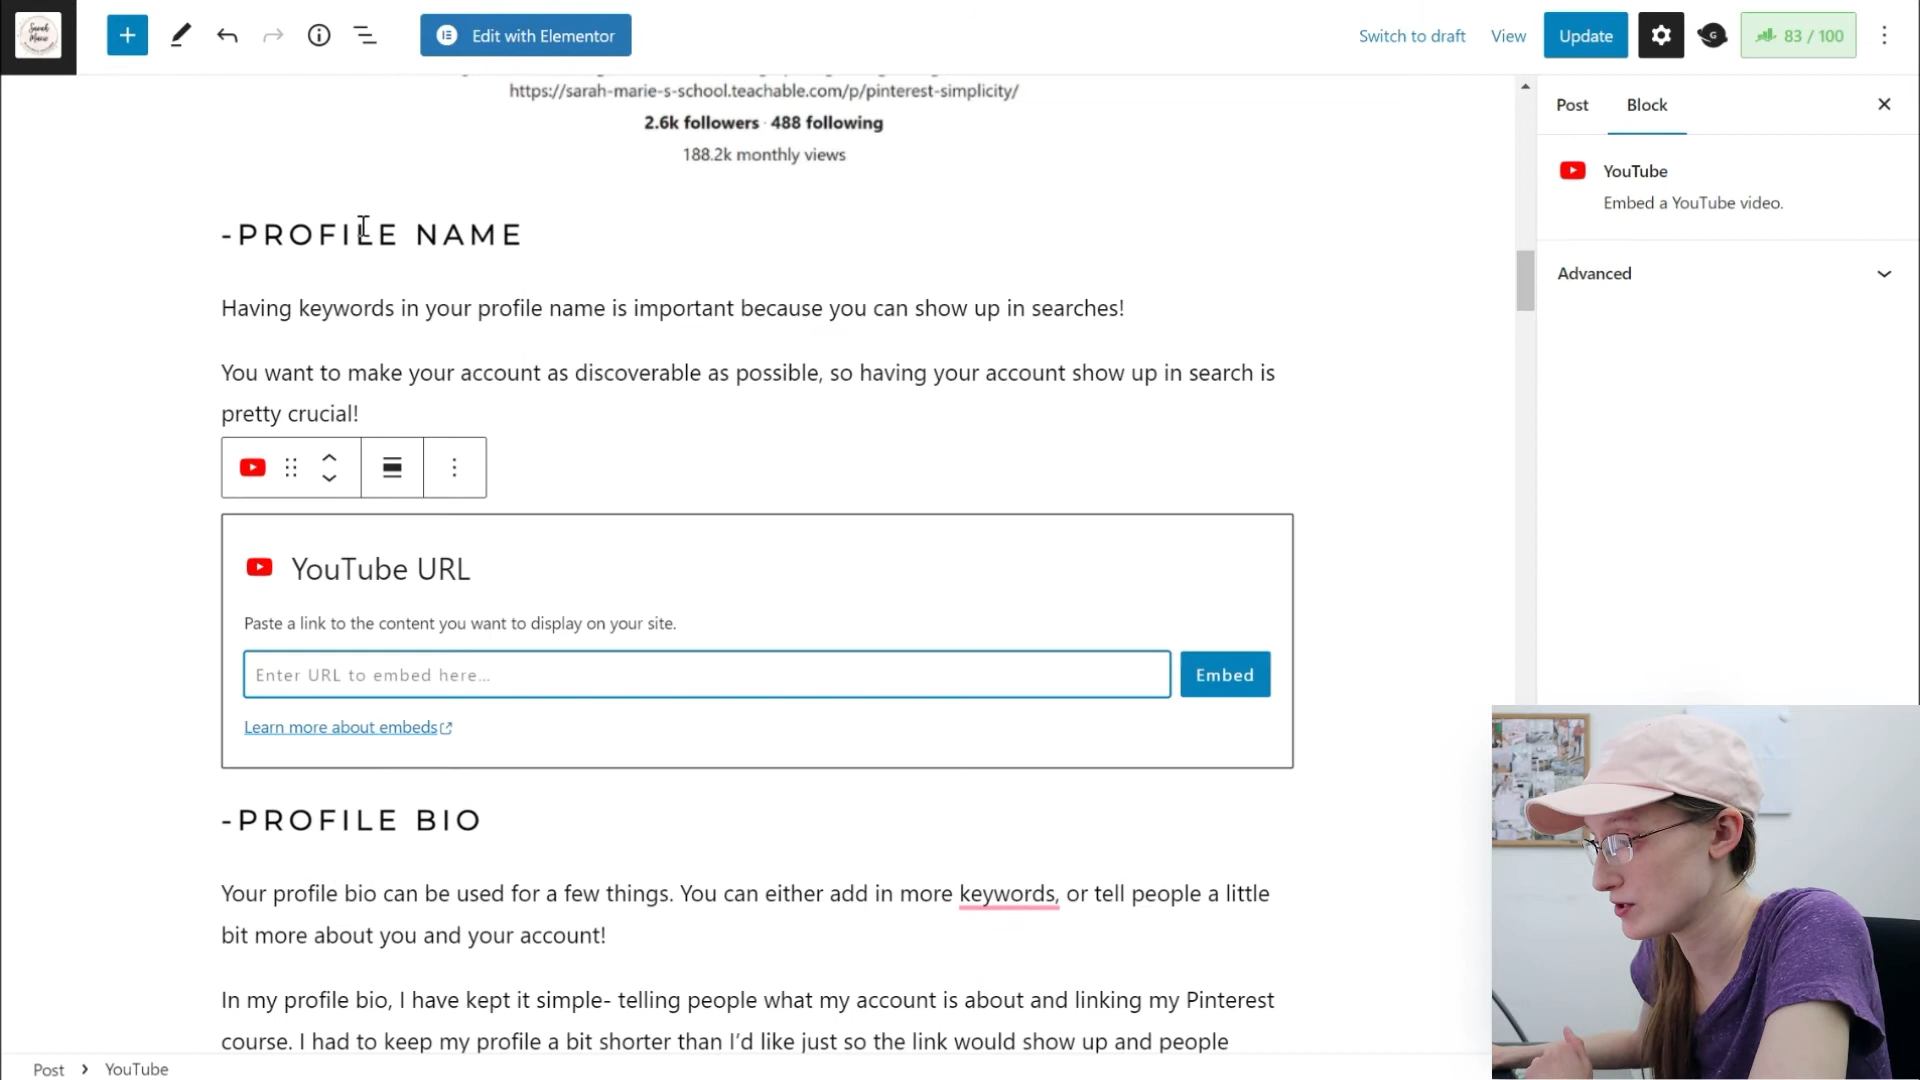 Sarah
Marie
Edit with Elementor
Switch to draft
View
Update
G
83 / 100
https://sarah-marie-s-school.teachable.com/p/pinterest-simplicity/
2.6k followers · 488 following
188.2k monthly views
-PROFILE NAME
Having keywords in your profile name is important because you can show up in searches!
You want to make your account as discoverable as possible, so having your account show up in search is
pretty crucial!
YouTube URL
Paste a link to the content you want to display on your site.
Enter URL to embed here...
Embed
Learn more about embeds
-PROFILE BIO
Your profile bio can be used for a few things. You can either add in more keywords, or tell people a little
bit more about you and your account!
In my profile bio, I have kept it simple- telling people what my account is about and linking my Pinterest
course. I had to keep my profile a bit shorter than I'd like just so the link would show up and people
Post
Block
YouTube
Embed a YouTube video.
Advanced
Post
YouTube